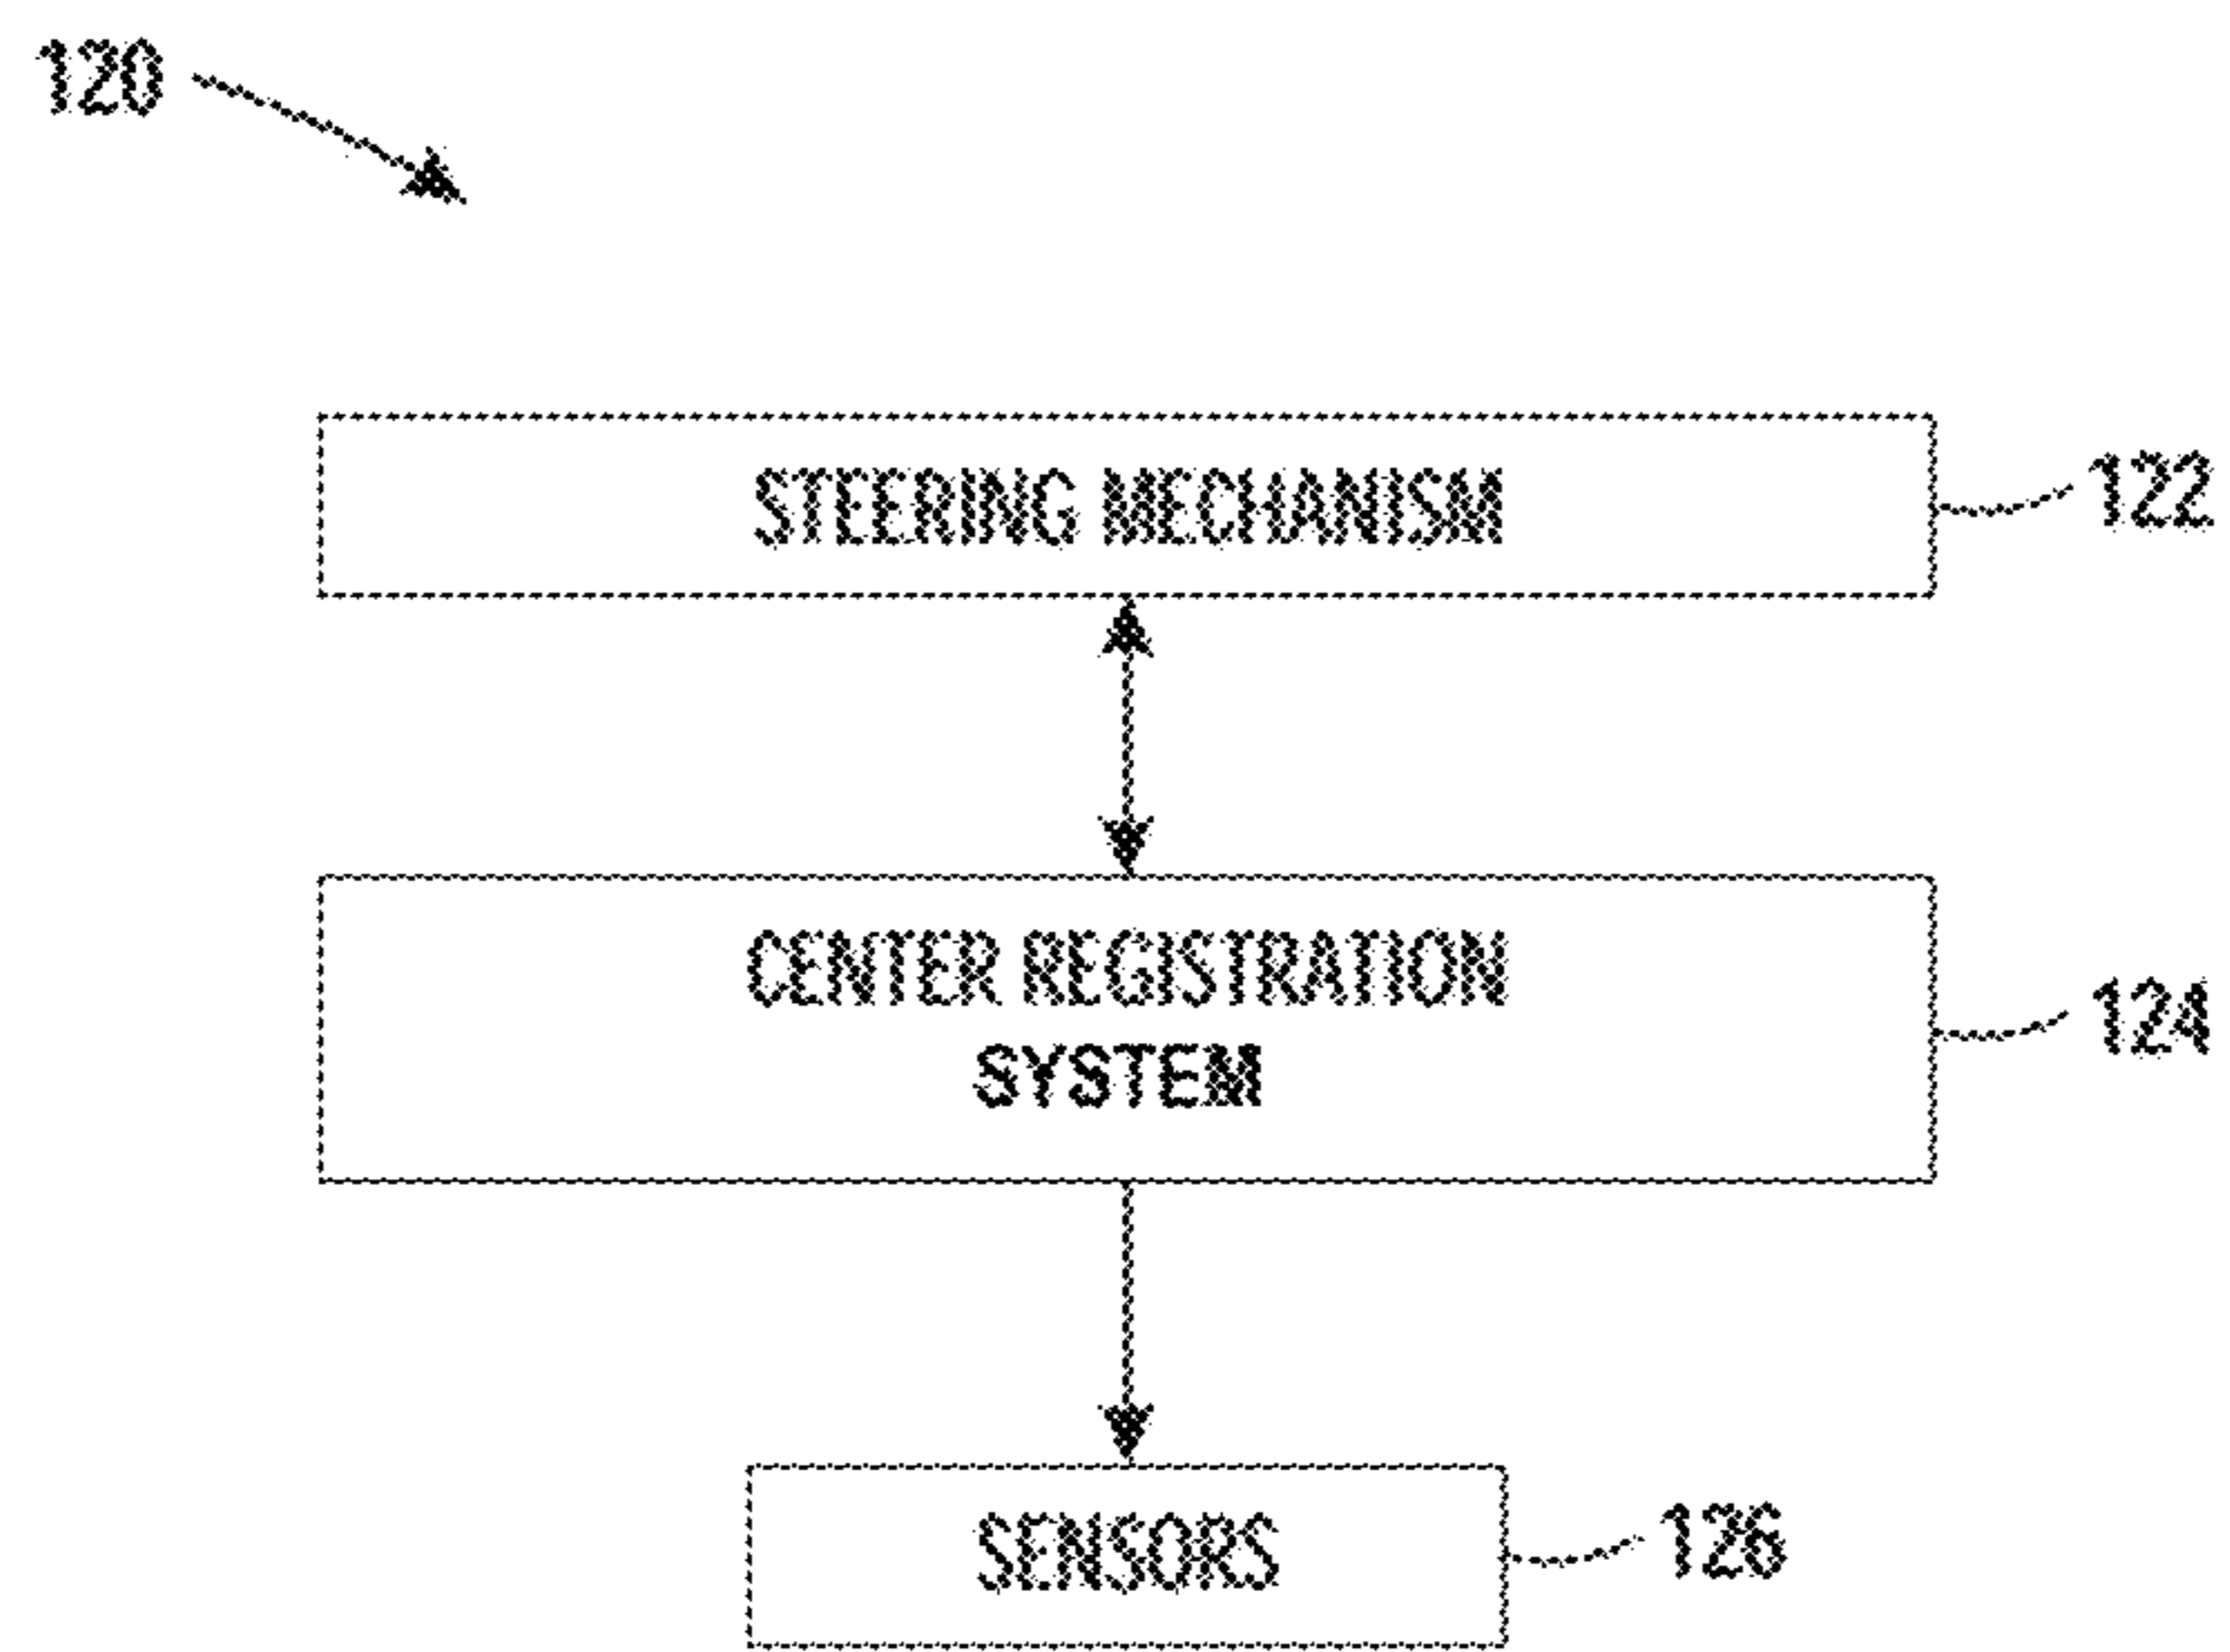 120
STEERING MECHANISM
122
CENTER REGISTRATION
SYSTEM
124
SENSORS
126